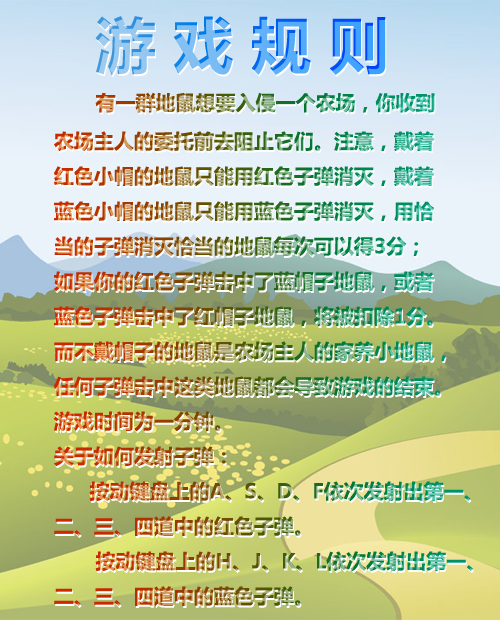 游戏规则
有一群地鼠想要入侵一个农场，你收到
农场主人的委托前去阻止它们。注意，戴着
红色小帽的地鼠只能用红色子弹消灭，戴着
蓝色小帽的地鼠只能用蓝色子弹消灭，用恰
当的子弹消灭恰当的地鼠每次可以得3分；
如果你的红色子弹击中了蓝帽子地鼠，或者
蓝色子弹击中了红帽子地鼠，将被扣除1分。
而不戴帽子的地鼠是农场主人的家养小地鼠，
任何子弹击中这类地鼠都会导致游戏的结束。
游戏时间为一分钟。
关于如何发射子弹：
按动键盘上的A、S、D、F依次发射出第一、
二、三、四道中的红色子弹。
按动键盘上的H、J、K、L依次发射出第一、
二、三、四道中的蓝色子弹。